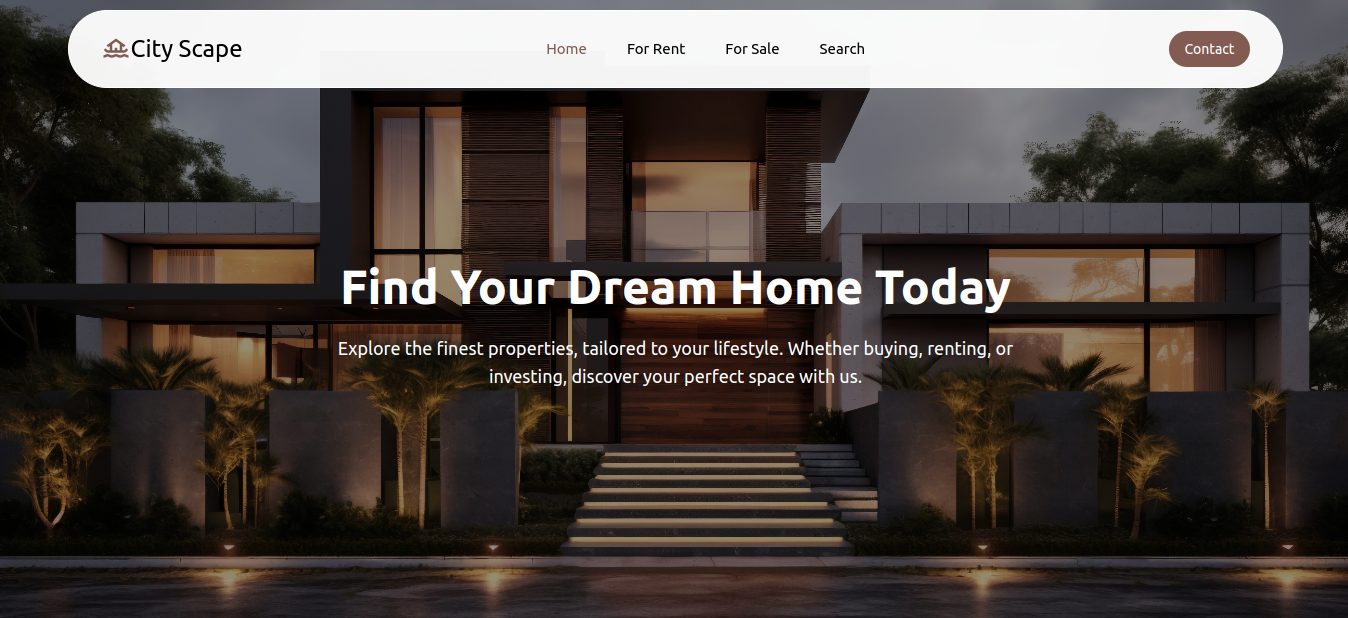 City Scape
Home
For Rent
For Sale
Search
Contact
Find Your Dream Home Today
Explore the finest properties, tailored to your lifestyle. Whether buying, renting, or
investing, discover your perfect space with us.